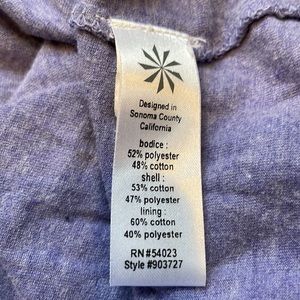 Designed in
Sonoma County
California
bodice :
52% polyester
48% cotton
shell :
53% cotton
47% polyester
lining :
60% cotton
40% polyester
RN #54023
Style #903727